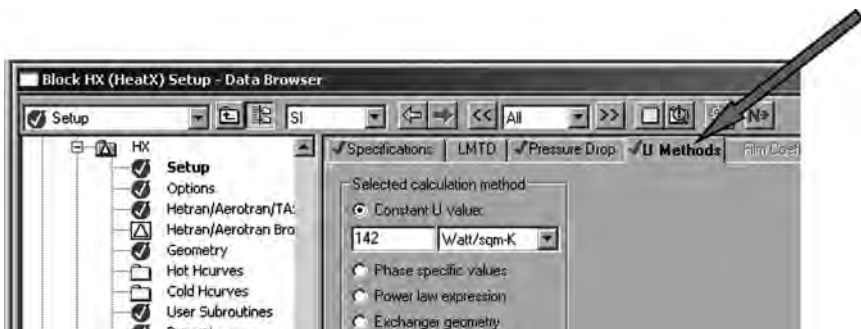 Block HX (HeatX) Setup - Data Browser
Setup SI << All >> N>
HX
Setup
Options
Hetran/Aerotran/TA
Hetran/Aerotran Bro
Geometry
Hot Hcurves
Cold Hcurves
User Subroutines
Specifications LMTD Pressure Drop U Methods Film Coef
Selected calculation method
Constant U value:
142 Watt/sqm-K
Phase specific values
Power law expression
Exchanger geometry